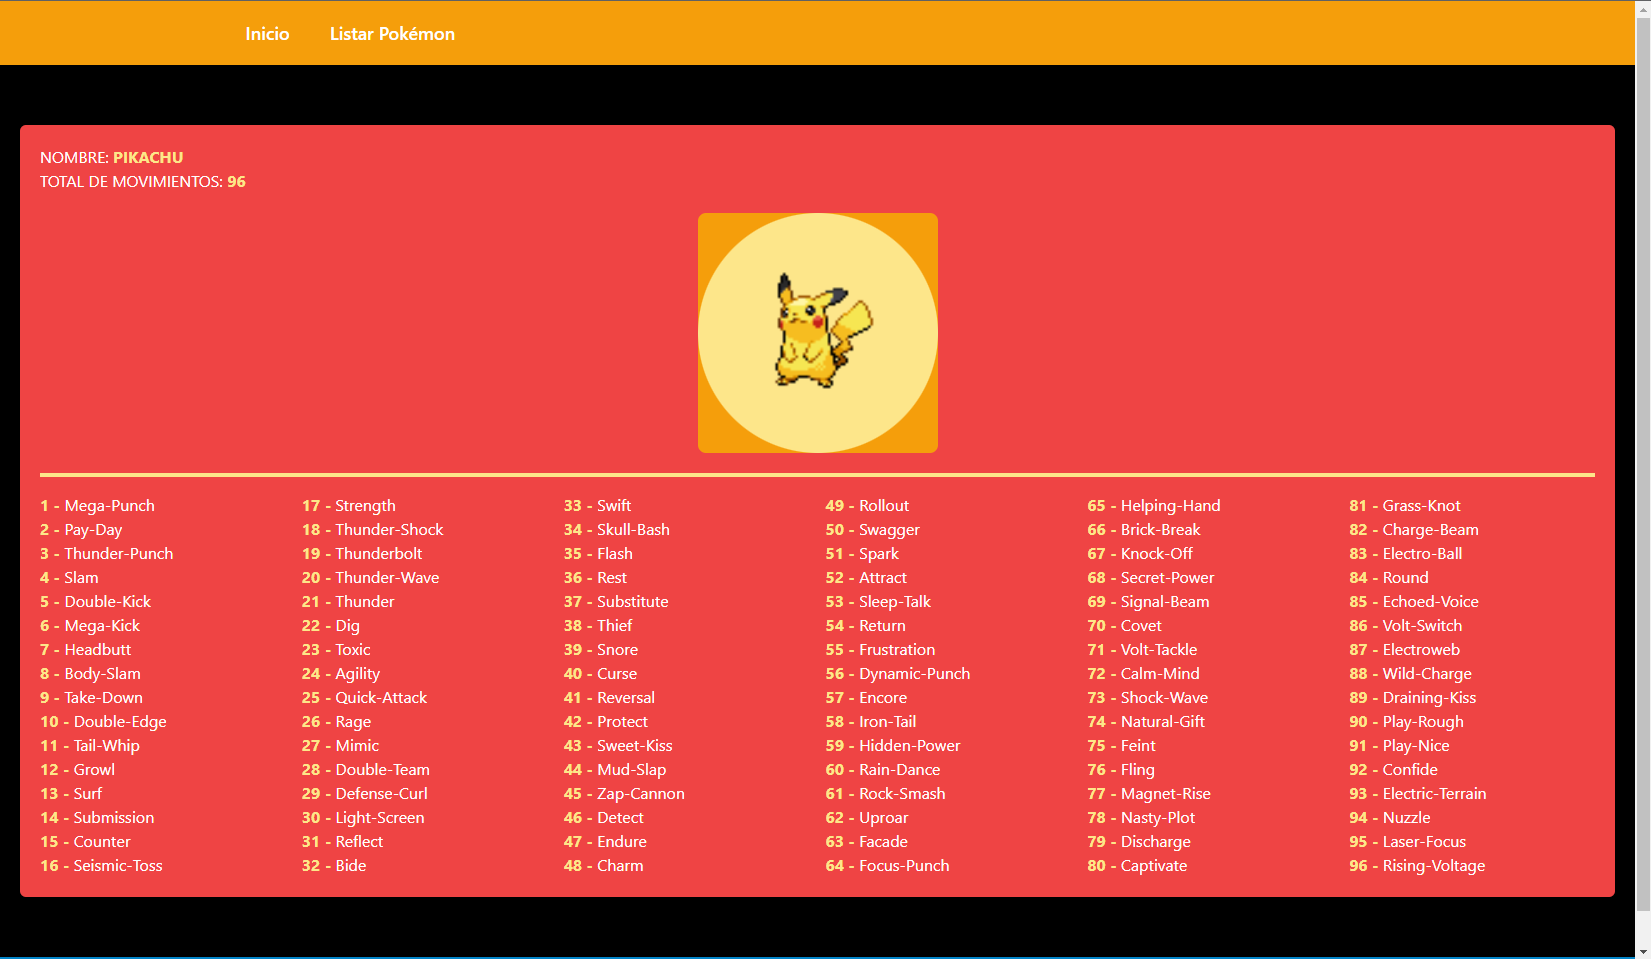 Inicio Listar Pokémon
NOMBRE: PIKACHU
TOTAL DE MOVIMIENTOS: 96
1 - Mega-Punch
2 - Pay-Day
3 - Thunder-Punch
4 - Slam
5 - Double-Kick
6 - Mega-Kick
7 - Headbutt
8 - Body-Slam
9 - Take-Down
10 - Double-Edge
11 - Tail-Whip
12 - Growl
13 - Surf
14 - Submission
15 - Counter
16 - Seismic-Toss
17 - Strength
18 - Thunder-Shock
19 - Thunderbolt
20 - Thunder-Wave
21 - Thunder
22 - Dig
23 - Toxic
24 - Agility
25 - Quick-Attack
26 - Rage
27 - Mimic
28 - Double-Team
29 - Defense-Curl
30 - Light-Screen
31 - Reflect
32 - Bide
33 - Swift
34 - Skull-Bash
35 - Flash
36 - Rest
37 - Substitute
38 - Thief
39 - Snore
40 - Curse
41 - Reversal
42 - Protect
43 - Sweet-Kiss
44 - Mud-Slap
45 - Zap-Cannon
46 - Detect
47 - Endure
48 - Charm
49 - Rollout
50 - Swagger
51 - Spark
52 - Attract
53 - Sleep-Talk
54 - Return
55 - Frustration
56 - Dynamic-Punch
57 - Encore
58 - Iron-Tail
59 - Hidden-Power
60 - Rain-Dance
61 - Rock-Smash
62 - Uproar
63 - Facade
64 - Focus-Punch
65 - Helping-Hand
66 - Brick-Break
67 - Knock-Off
68 - Secret-Power
69 - Signal-Beam
70 - Covet
71 - Volt-Tackle
72 - Calm-Mind
73 - Shock-Wave
74 - Natural-Gift
75 - Feint
76 - Fling
77 - Magnet-Rise
78 - Nasty-Plot
79 - Discharge
80 - Captivate
81 - Grass-Knot
82 - Charge-Beam
83 - Electro-Ball
84 - Round
85 - Echoed-Voice
86 - Volt-Switch
87 - Electroweb
88 - Wild-Charge
89 - Draining-Kiss
90 - Play-Rough
91 - Play-Nice
92 - Confide
93 - Electric-Terrain
94 - Nuzzle
95 - Laser-Focus
96 - Rising-Voltage